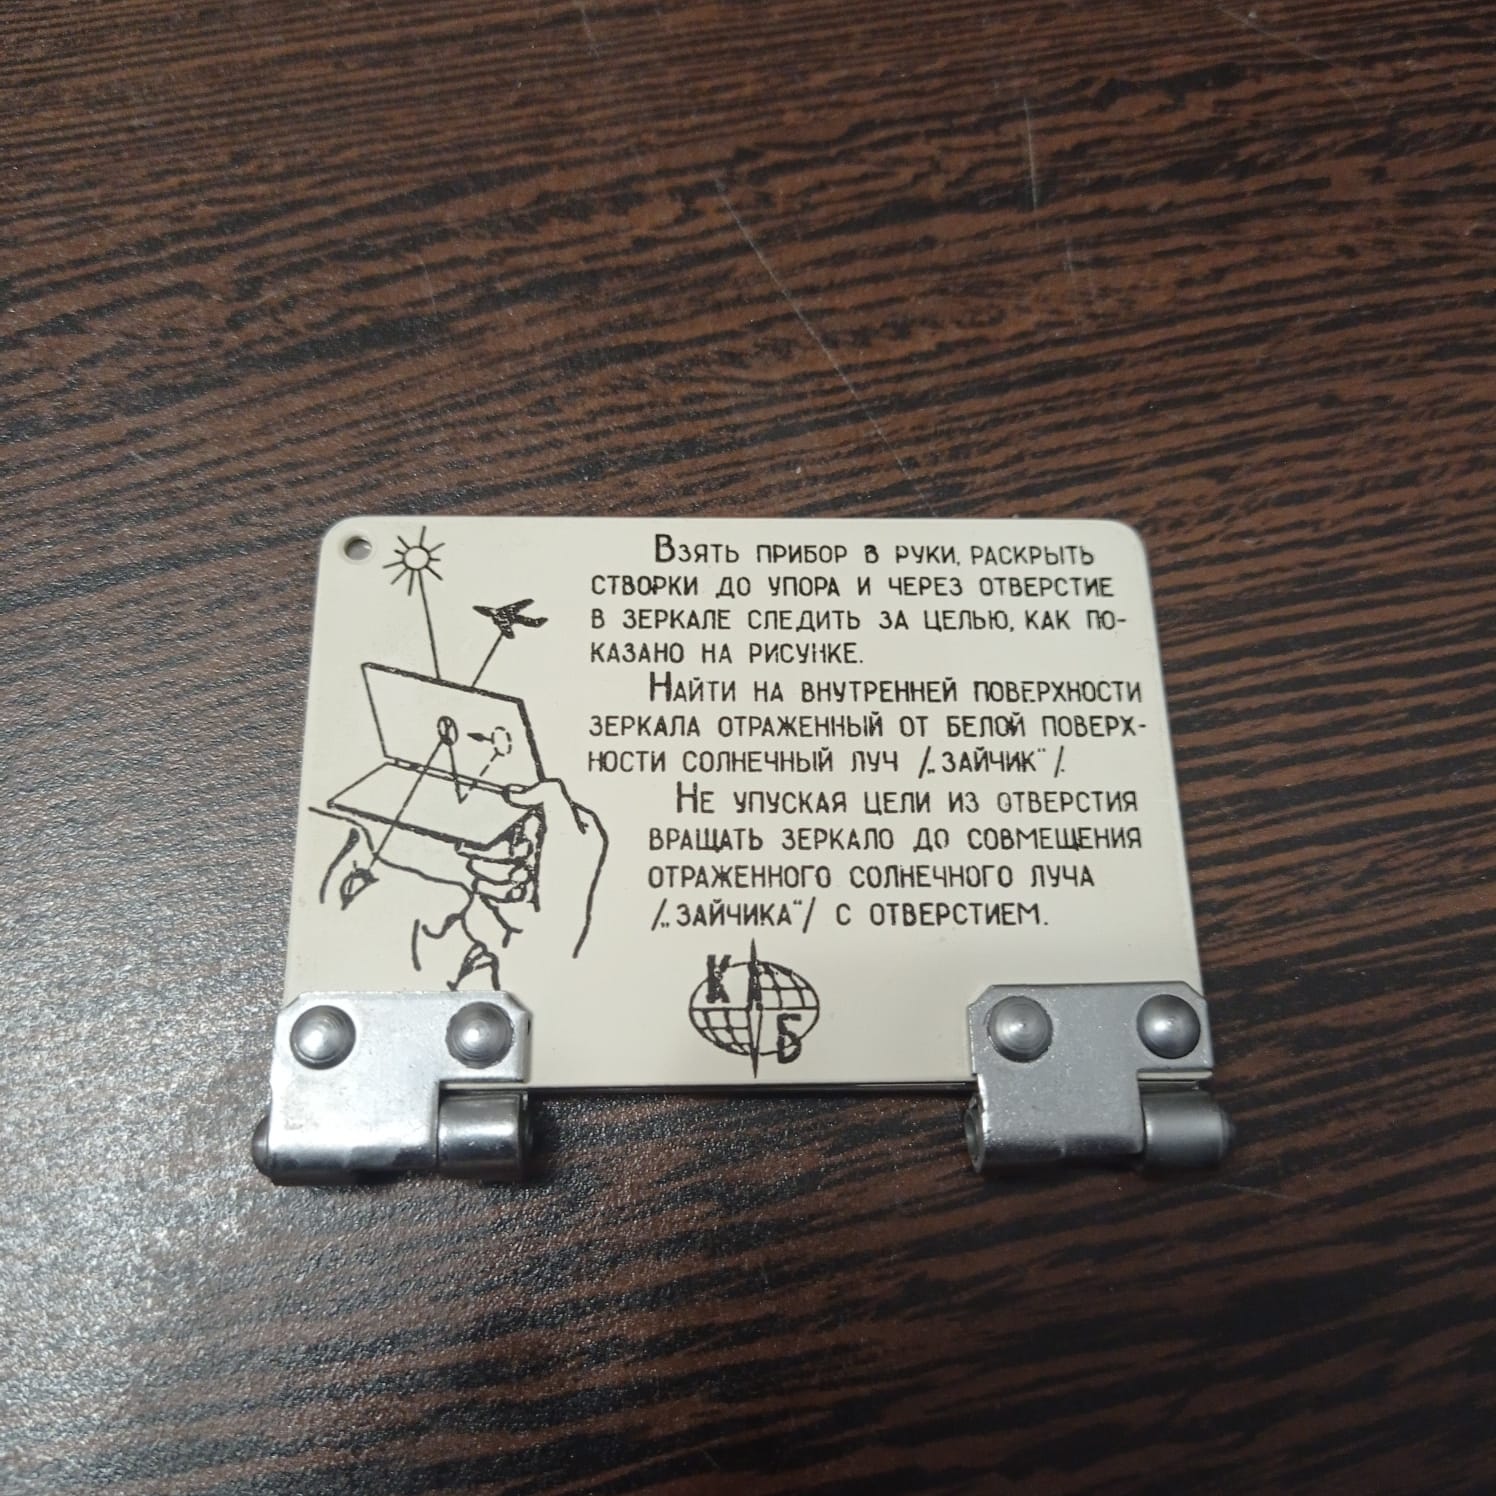 Взять прибор в руки, раскрыть
створки до упора и через отверстие
в зеркале следить за целью, как по-
казано на рисунке.
Найти на внутренней поверхности
зеркала отраженный от белой поверх-
ности солнечный луч /„зайчик“/.
Не упуская цели из отверстия
вращать зеркало до совмещения
отраженного солнечного луча
/„зайчика“/ с отверстием.
К
Б